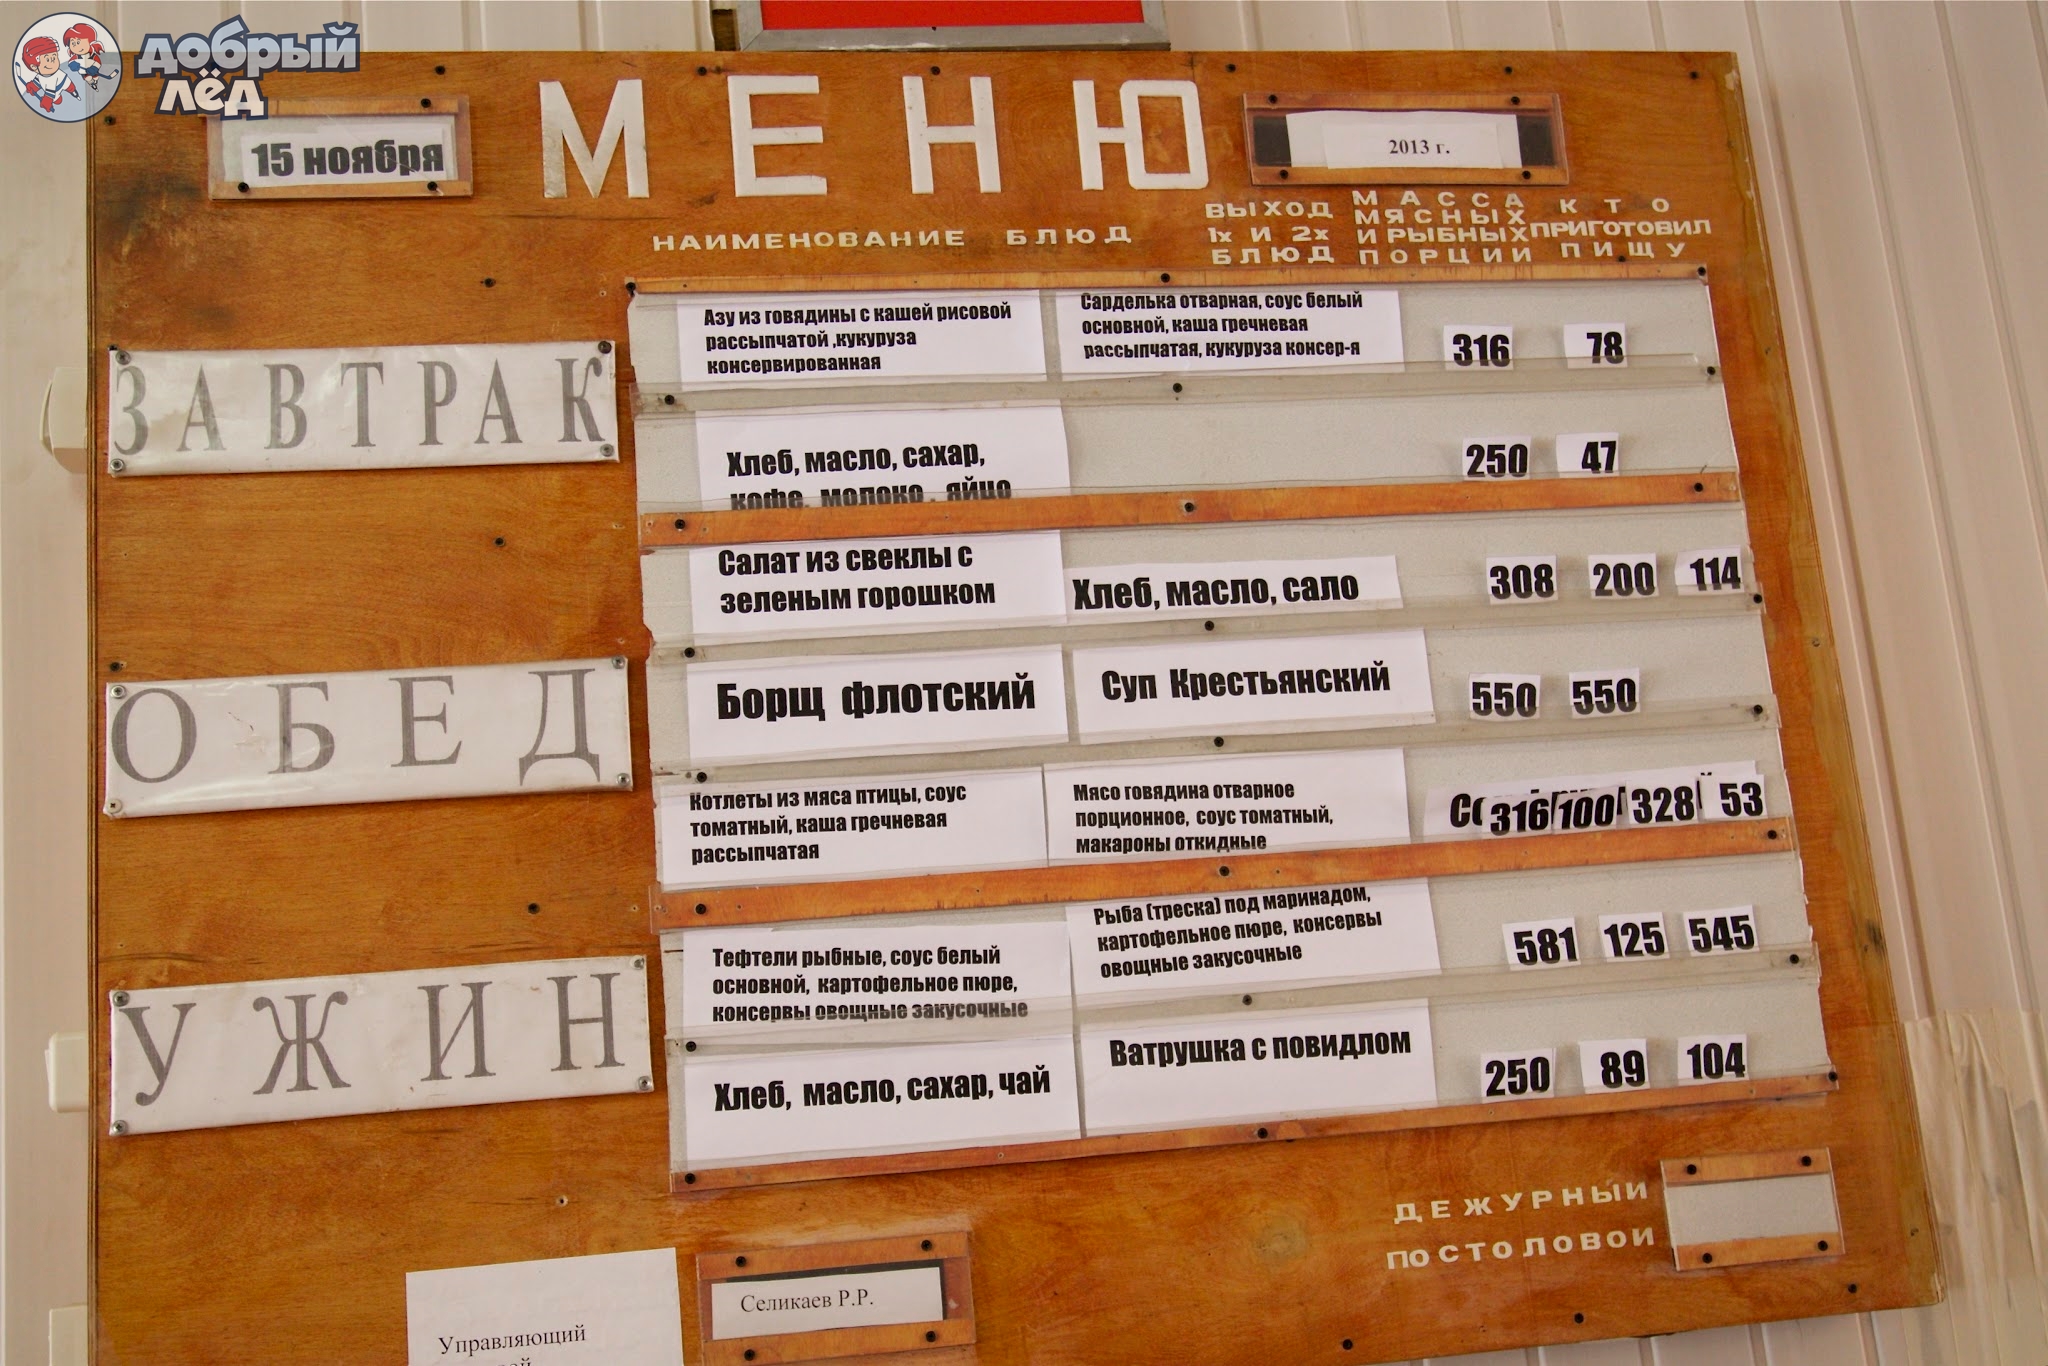 добрый
лёд
15 ноября
МЕНЮ
2013 г.
НАИМЕНОВАНИЕ БЛЮД
ВЫХОД
1х И 2х
БЛЮД
МАССА
МЯСНЫХ
И РЫБНЫХ
ПОРЦИИ
КТО
ПРИГОТОВИЛ
ПИЩУ
ЗАВТРАК
Азу из говядины с кашей рисовой
рассыпчатой ,кукуруза
консервированная
Сарделька отварная, соус белый
основной, каша гречневая
рассыпчатая, кукуруза консер-я
316 78
Хлеб, масло, сахар,
кофе, молоко, яйцо
250 47
ОБЕД
Салат из свеклы с
зеленым горошком
Хлеб, масло, сало
308 200 114
Борщ флотский
Суп Крестьянский
550 550
Котлеты из мяса птицы, соус
томатный, каша гречневая
рассыпчатая
Мясо говядина отварное
порционное, соус томатный,
макароны откидные
316 100 328 53
УЖИН
Тефтели рыбные, соус белый
основной, картофельное пюре,
консервы овощные закусочные
Рыба (треска) под маринадом,
картофельное пюре, консервы
овощные закусочные
581 125 545
Хлеб, масло, сахар, чай
Ватрушка с повидлом
250 89 104
ДЕЖУРНЫЙ
ПО СТОЛОВОЙ
Селикаев Р.Р.
Управляющий